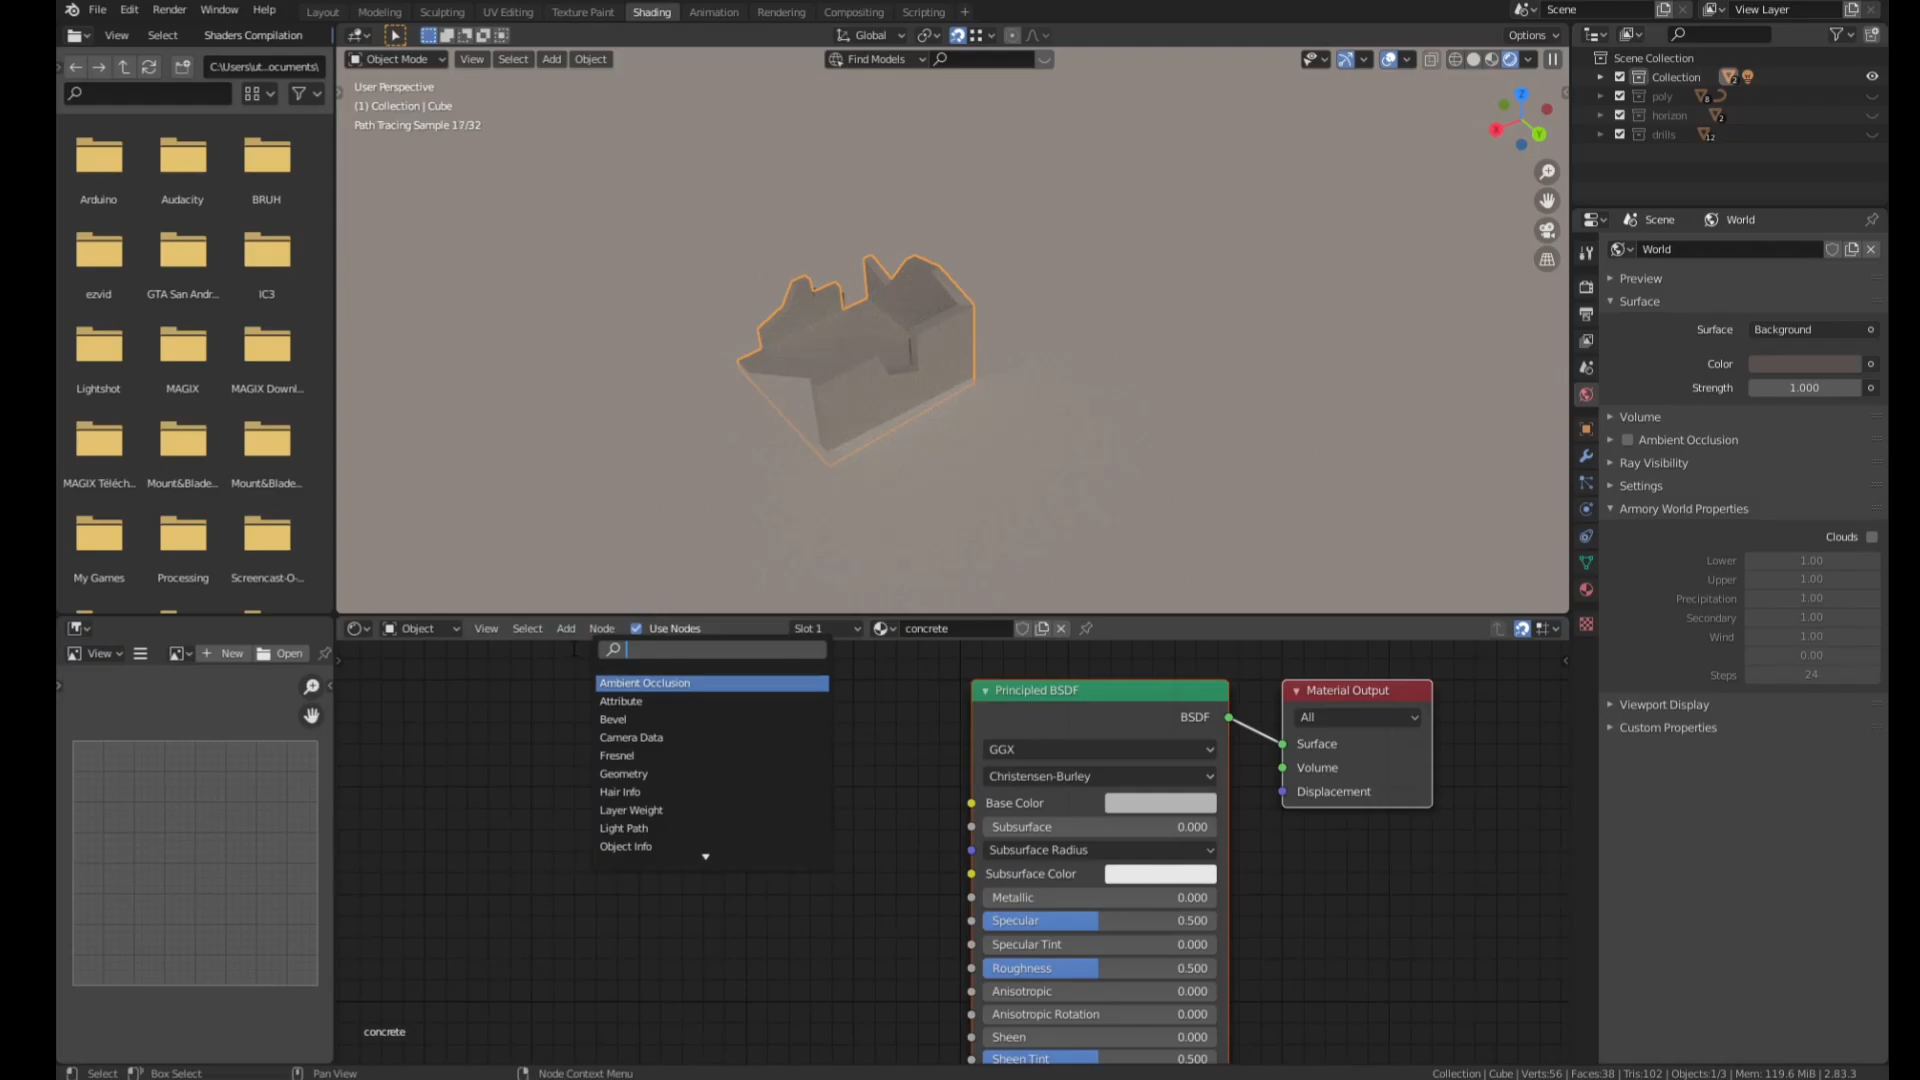 File Edit Render Window Help Layout Modeling Sculpting UV Editing Texture Paint Shading Animation Rendering Compositing Scripting +
Scene View Layer
View Select Shaders Compilation
C:\Users\ut...ocuments\
Arduino Audacity BRUH
ezvid GTA San Andr... IC3
Lightshot MAGIX MAGIX Downl...
MAGIX Téléch... Mount&Blade... Mount&Blade...
My Games Processing Screencast-O-...
Global Options
Object Mode View Select Add Object Find Models
User Perspective
(1) Collection | Cube
Path Tracing Sample 17/32
X Y Z
Scene Collection
Collection 2
poly 8
horizon 2
drills 12
Scene World
World
Preview
Surface
Surface Background
Color
Strength 1.000
Volume
Ambient Occlusion
Ray Visibility
Settings
Armory World Properties
Clouds
Lower 1.00
Upper 1.00
Precipitation 1.00
Secondary 1.00
Wind 1.00
0.00
Steps 24
Viewport Display
Custom Properties
View + New Open
Object View Select Add Node Use Nodes Slot 1 concrete
Ambient Occlusion
Attribute
Bevel
Camera Data
Fresnel
Geometry
Hair Info
Layer Weight
Light Path
Object Info
Principled BSDF
BSDF
GGX
Christensen-Burley
Base Color
Subsurface 0.000
Subsurface Radius
Subsurface Color
Metallic 0.000
Specular 0.500
Specular Tint 0.000
Roughness 0.500
Anisotropic 0.000
Anisotropic Rotation 0.000
Sheen 0.000
Sheen Tint 0.500
Material Output
All
Surface
Volume
Displacement
concrete
Select Box Select Pan View Node Context Menu Collection | Cube | Verts:56 | Faces:38 | Tris:102 | Objects:1/3 | Mem: 119.6 MiB | 2.83.3